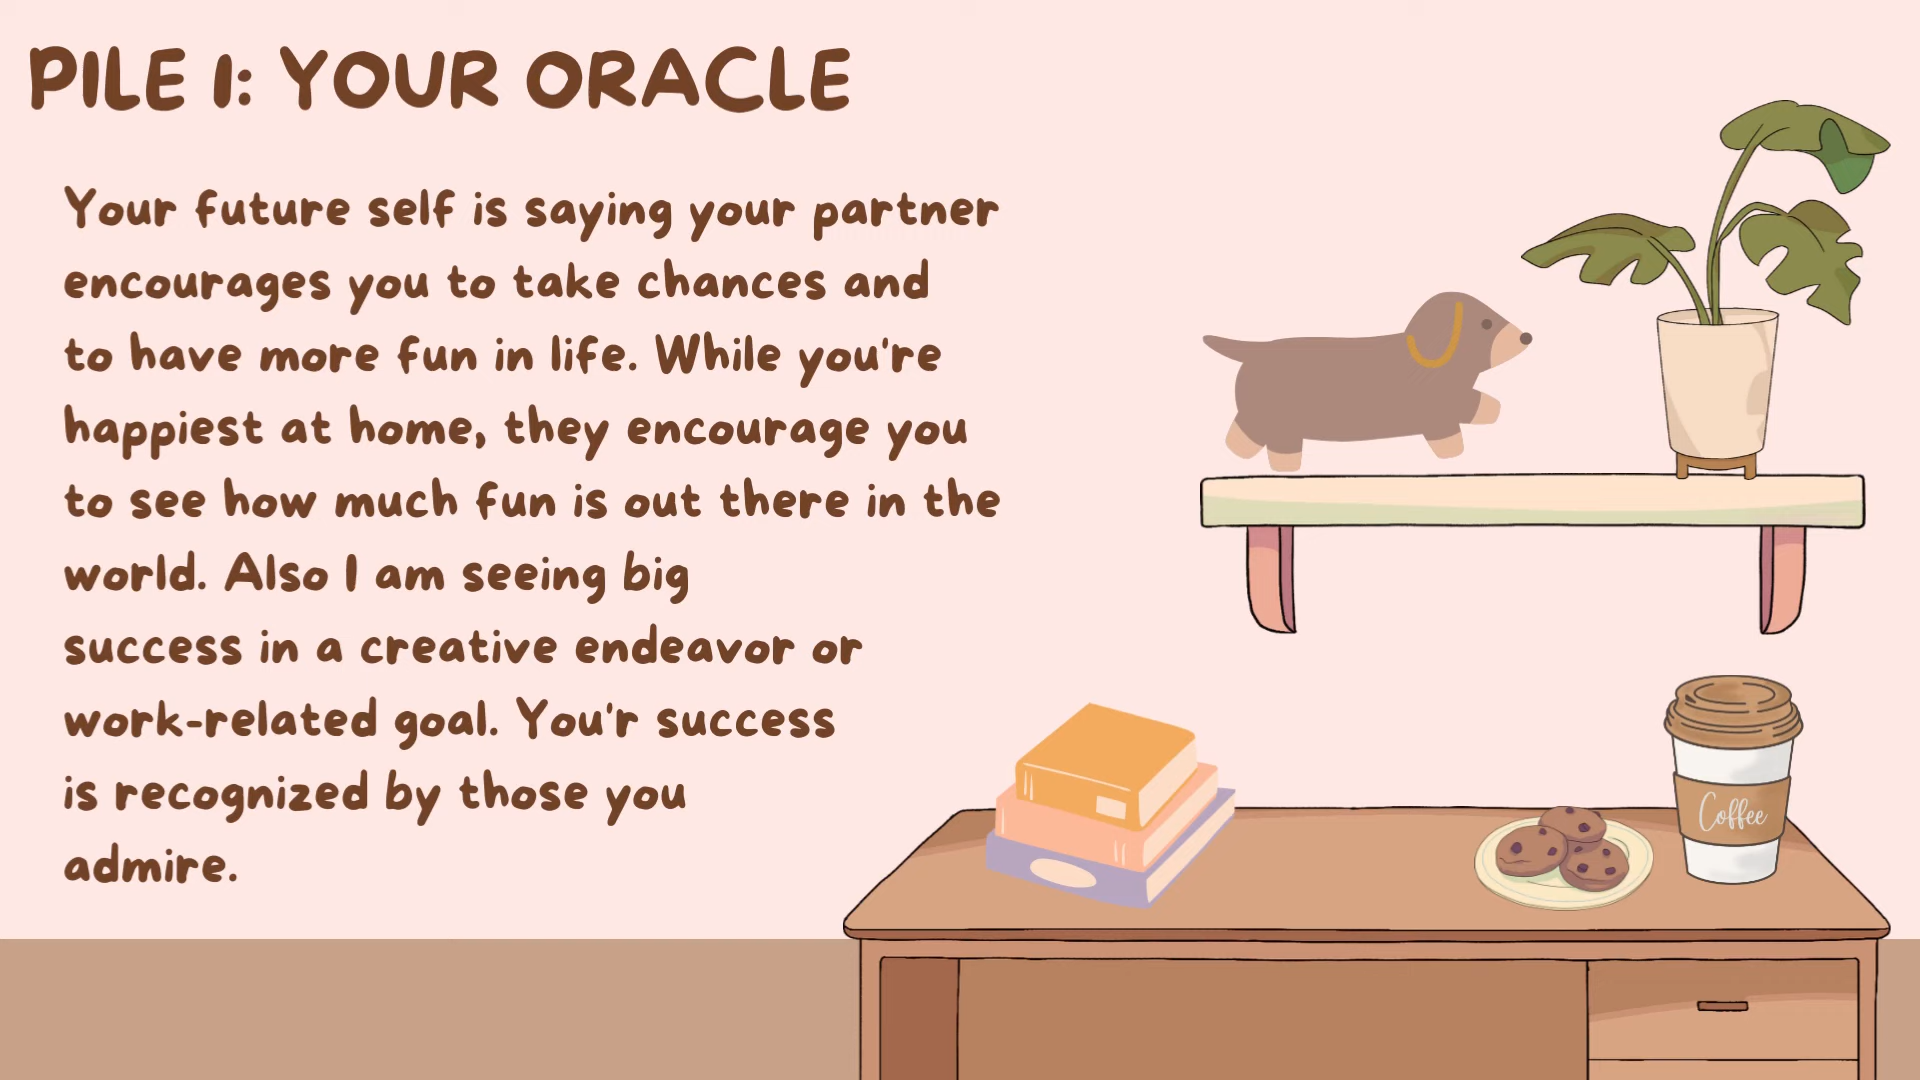 PILE 1: YOUR ORACLE
Your future self is saying your partner
encourages you to take chances and
to have more fun in life. While you're
happiest at home, they encourage you
to see how much fun is out there in the
world. Also I am seeing big
success in a creative endeavor or
work-related goal. You'r success
is recognized by those you
admire.
Coffee